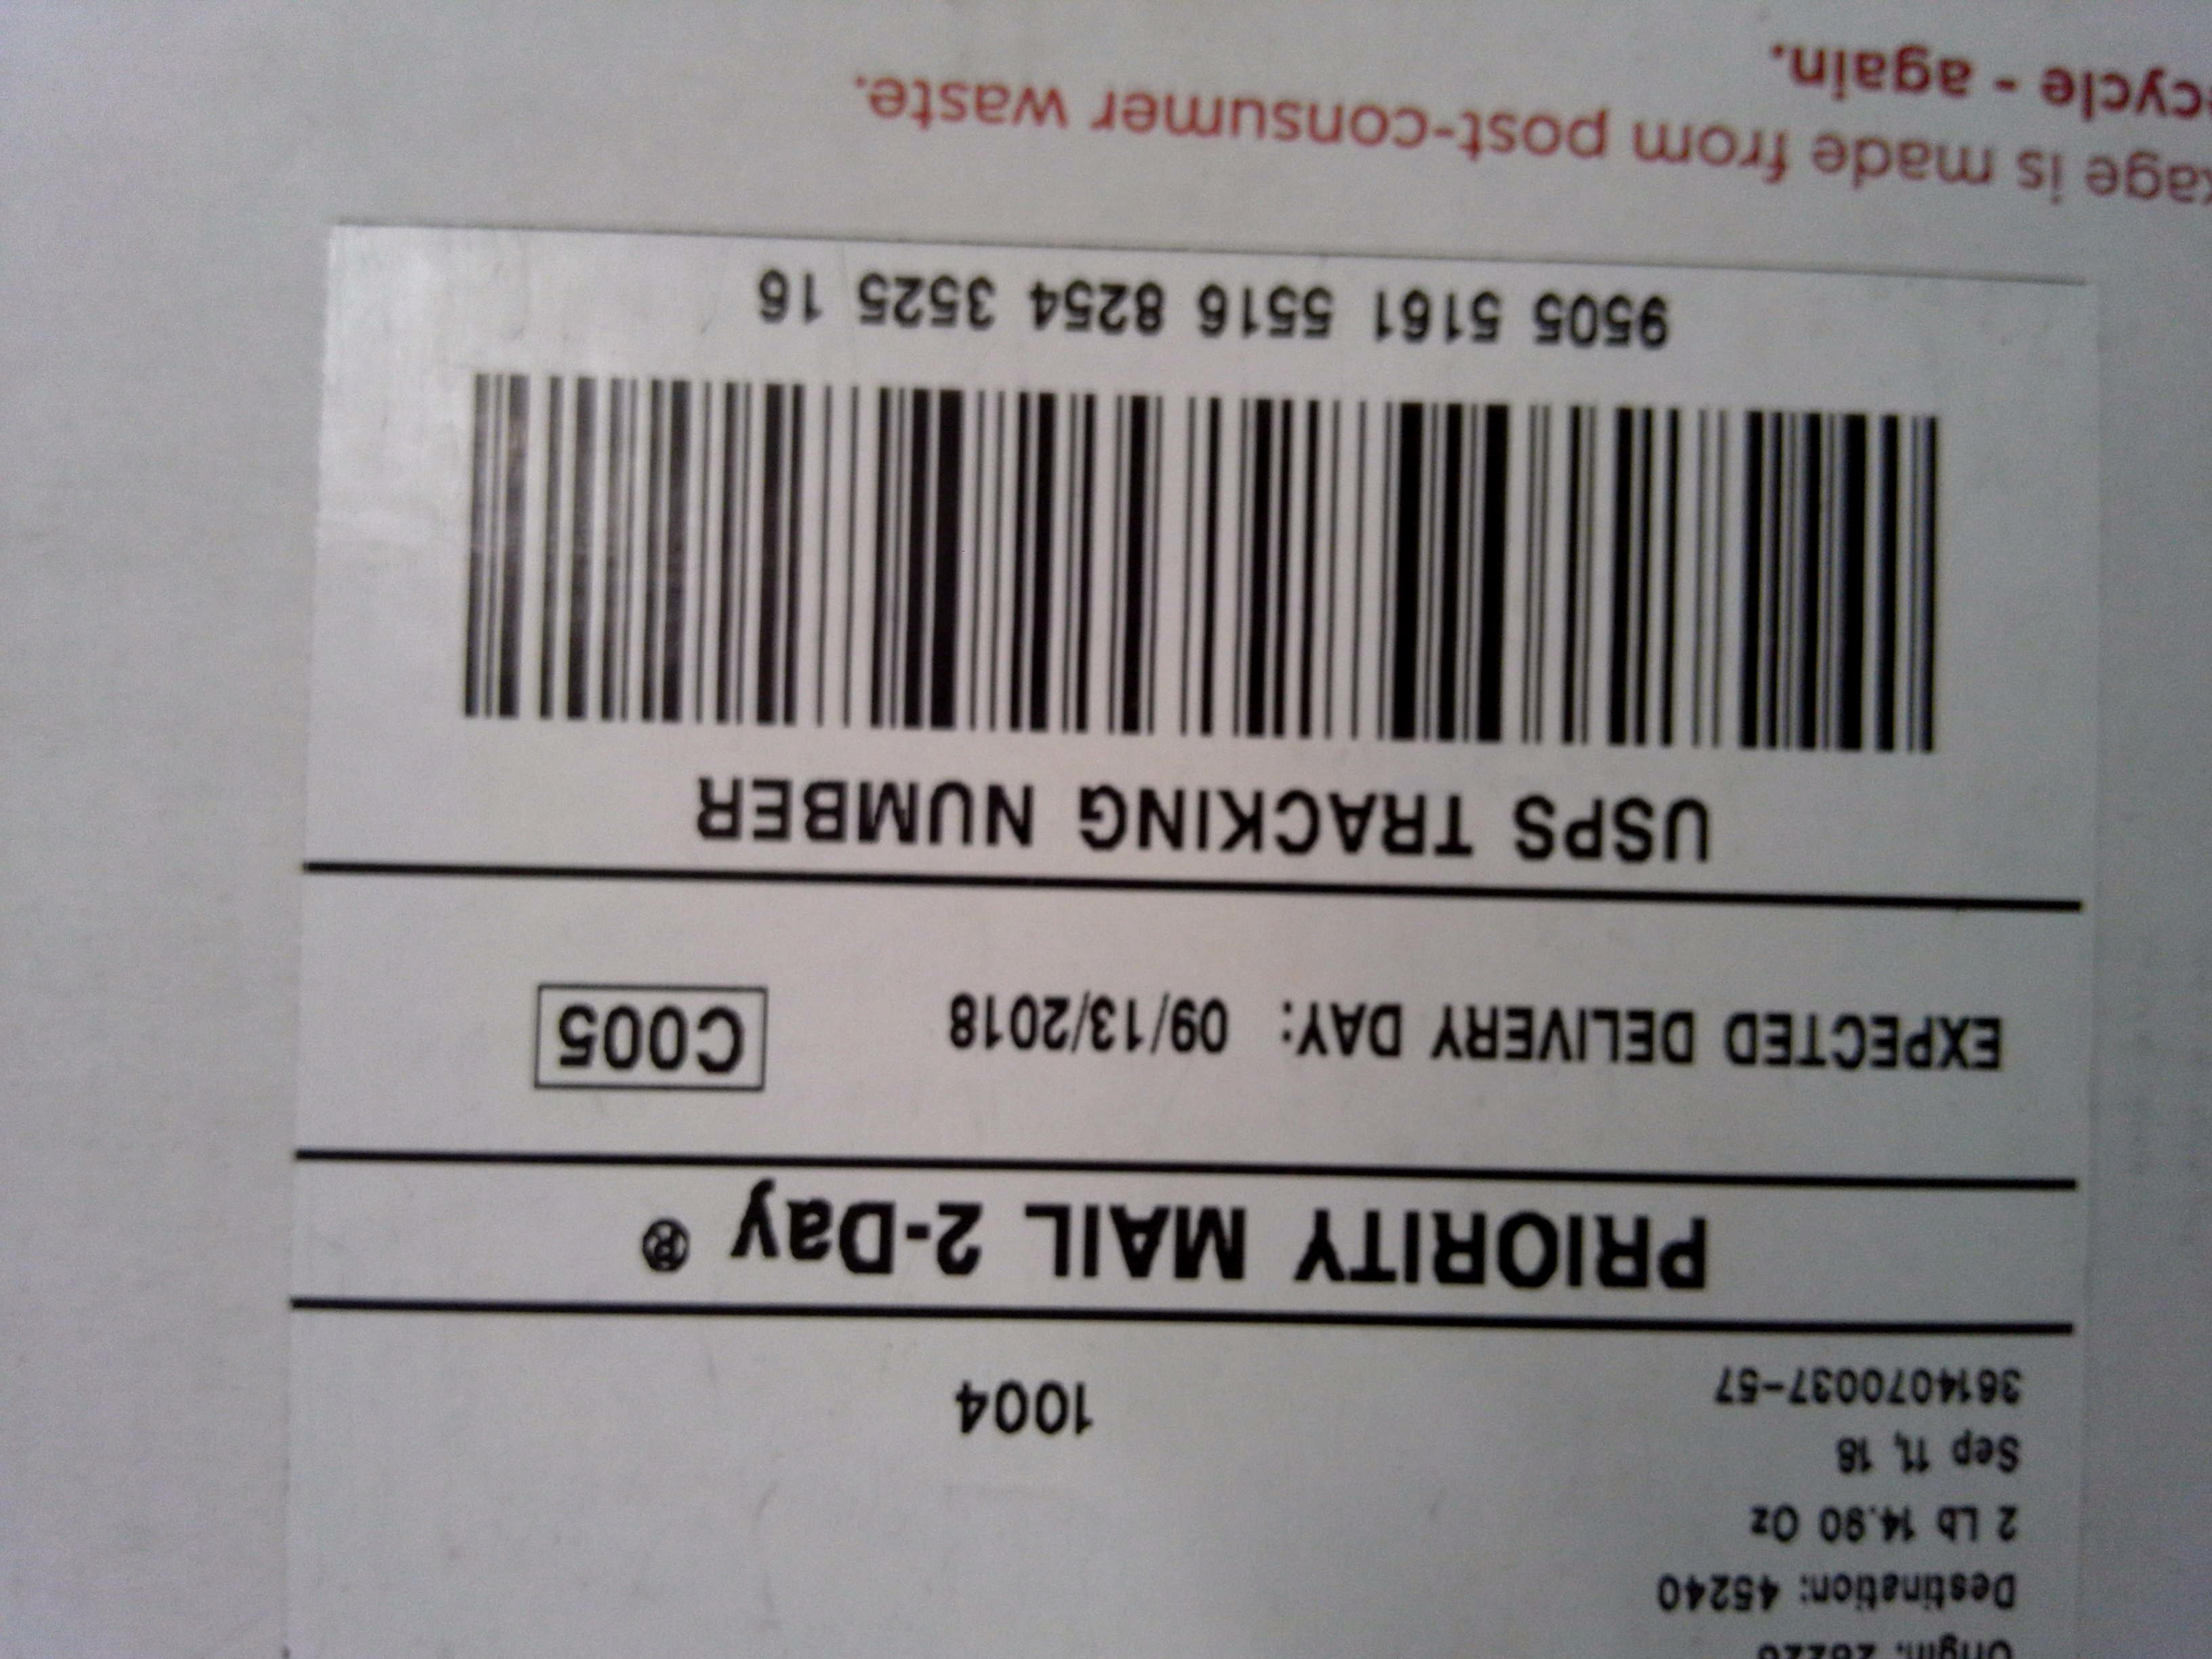 Destination: 45240
2 Lb 14.90 Oz
Sep 11, 18
3614070037-57
1004
PRIORITY MAIL 2-Day ®
EXPECTED DELIVERY DAY: 09/13/2018
C005
USPS TRACKING NUMBER
9505 5161 5516 8254 3525 16
is made from post-consumer waste.
- again.